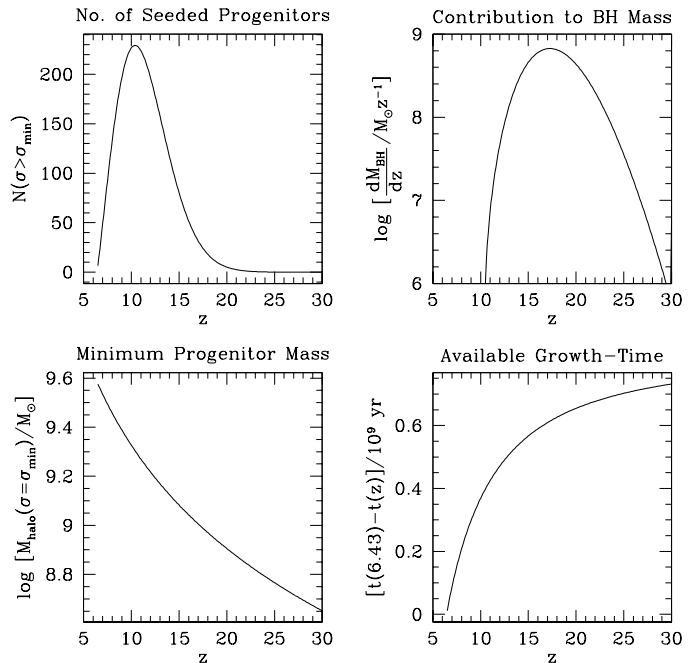 No. of Seeded Progenitors
N(σ>σmin)
200
150
100
50
0
5 10 15 20 25 30
z
Contribution to BH Mass
log [dMBH/dz /M⊙z−1]
9
8
7
6
5 10 15 20 25 30
z
Minimum Progenitor Mass
log [Mhalo(σ=σmin)/M⊙]
9.6
9.4
9.2
9
8.8
5 10 15 20 25 30
z
Available Growth−Time
[t(6.43)−t(z)]/10⁹ yr
0.6
0.4
0.2
0
5 10 15 20 25 30
z